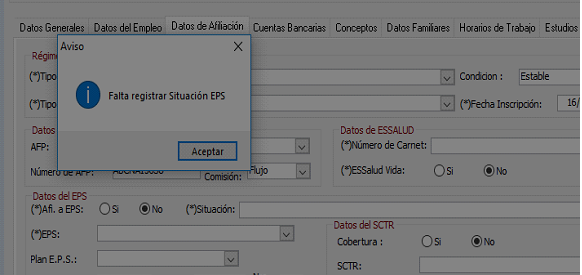 Datos Generales Datos del Empleo Datos de Afiliación Cuentas Bancarias Conceptos Datos Familiares Horarios de Trabajo Estudios
Aviso
Falta registrar Situación EPS
Aceptar
Régime
(*)Tipo Condicion : Estable
(*)Tipo (*)Fecha Inscripción: 16/
Datos Datos de ESSALUD
AFP: (*)Número de Carnet:
Número de AFP: Comisión: Flujo (*)ESSalud Vida: Si No
Datos del EPS
(*)Afi. a EPS: Si No (*)Situación:
Datos del SCTR
(*)EPS: Cobertura : Si No
Plan E.P.S.: SCTR: